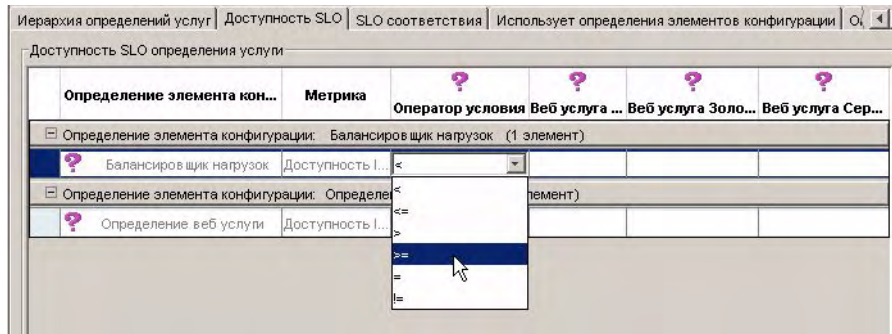 Иерархия определений услуг Доступность SLO SLO соответствия Использует определения элементов конфигурации
Доступность SLO определения услуги
Определение элемента кон... Метрика Оператор условия Веб услуга ... Веб услуга Золо... Веб услуга Сер...
Определение элемента конфигурации: Балансировщик нагрузок (1 элемент)
Балансировщик нагрузок Доступность I... <
Определение элемента конфигурации: Определе лемент)
Определение веб услуги Доступность I...
<
<=
>
>=
=
!=